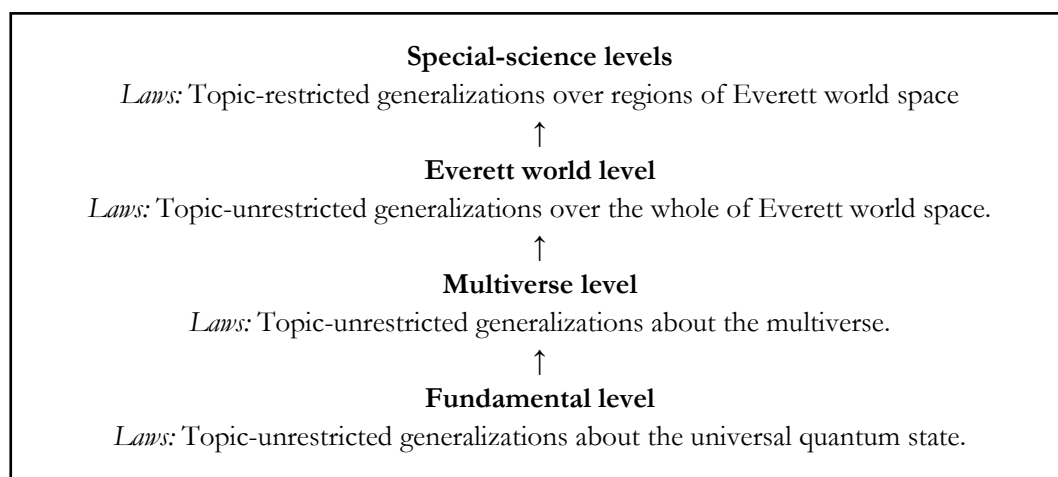 Special-science levels
Laws: Topic-restricted generalizations over regions of Everett world space
↑
Everett world level
Laws: Topic-unrestricted generalizations over the whole of Everett world space.
↑
Multiverse level
Laws: Topic-unrestricted generalizations about the multiverse.
↑
Fundamental level
Laws: Topic-unrestricted generalizations about the universal quantum state.